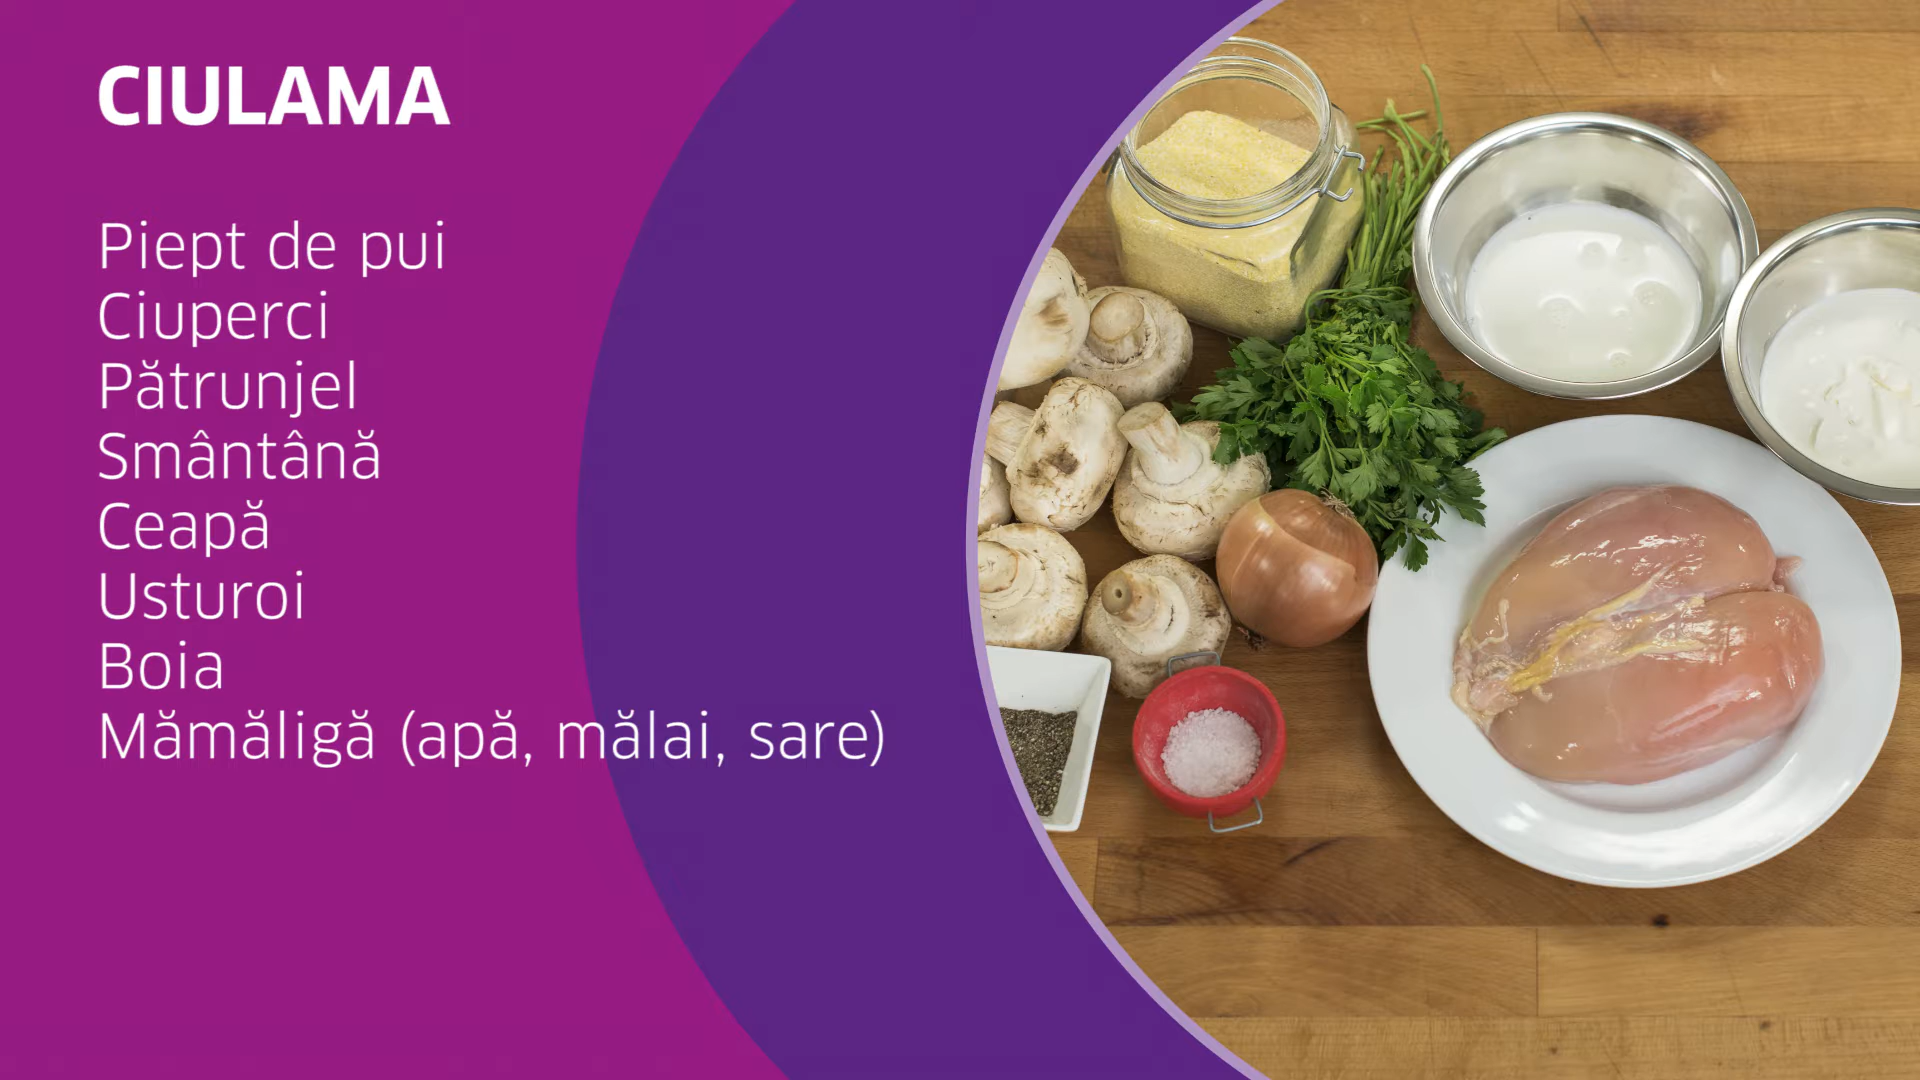 CIULAMA
Piept de pui
Ciuperci
Pătrunjel
Smântână
Ceapă
Usturoi
Boia
Mămăligă (apă, mălai, sare)